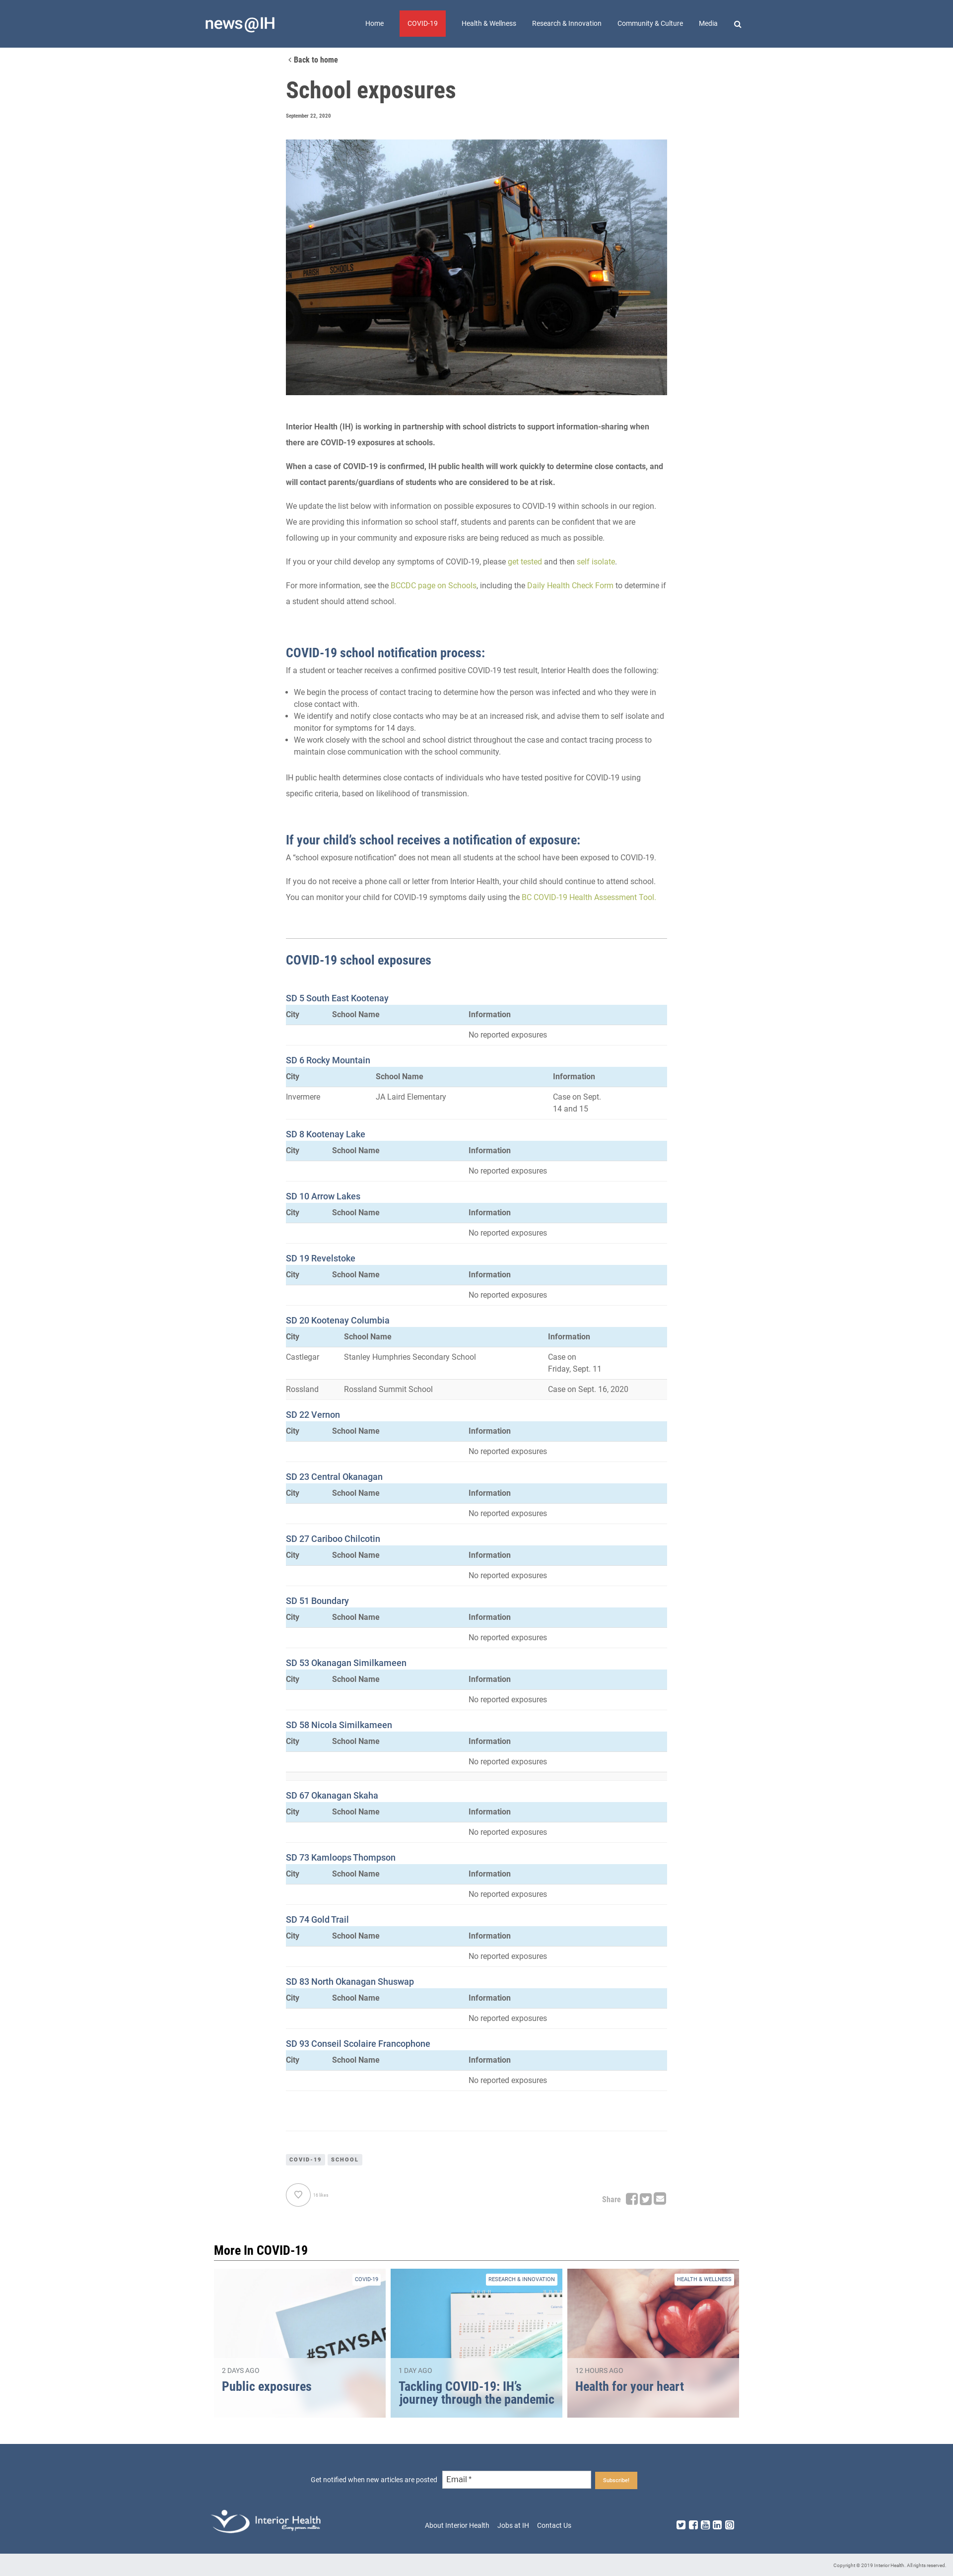 news@IH
Home COVID-19 Health & Wellness Research & Innovation Community & Culture Media
Back to home
School exposures
September 22, 2020
PARISH SCHOOLS
Interior Health (IH) is working in partnership with school districts to support information-sharing when
there are COVID-19 exposures at schools.
When a case of COVID-19 is confirmed, IH public health will work quickly to determine close contacts, and
will contact parents/guardians of students who are considered to be at risk.
We update the list below with information on possible exposures to COVID-19 within schools in our region.
We are providing this information so school staff, students and parents can be confident that we are
following up in your community and exposure risks are being reduced as much as possible.
If you or your child develop any symptoms of COVID-19, please get tested and then self isolate.
For more information, see the BCCDC page on Schools, including the Daily Health Check Form to determine if
a student should attend school.
COVID-19 school notification process:
If a student or teacher receives a confirmed positive COVID-19 test result, Interior Health does the following:
• We begin the process of contact tracing to determine how the person was infected and who they were in
close contact with.
• We identify and notify close contacts who may be at an increased risk, and advise them to self isolate and
monitor for symptoms for 14 days.
• We work closely with the school and school district throughout the case and contact tracing process to
maintain close communication with the school community.
IH public health determines close contacts of individuals who have tested positive for COVID-19 using
specific criteria, based on likelihood of transmission.
If your child’s school receives a notification of exposure:
A “school exposure notification” does not mean all students at the school have been exposed to COVID-19.
If you do not receive a phone call or letter from Interior Health, your child should continue to attend school.
You can monitor your child for COVID-19 symptoms daily using the BC COVID-19 Health Assessment Tool.
COVID-19 school exposures
SD 5 South East Kootenay
City School Name Information
No reported exposures
SD 6 Rocky Mountain
City School Name Information
Invermere JA Laird Elementary Case on Sept.
14 and 15
SD 8 Kootenay Lake
City School Name Information
No reported exposures
SD 10 Arrow Lakes
City School Name Information
No reported exposures
SD 19 Revelstoke
City School Name Information
No reported exposures
SD 20 Kootenay Columbia
City School Name Information
Castlegar Stanley Humphries Secondary School Case on
Friday, Sept. 11
Rossland Rossland Summit School Case on Sept. 16, 2020
SD 22 Vernon
City School Name Information
No reported exposures
SD 23 Central Okanagan
City School Name Information
No reported exposures
SD 27 Cariboo Chilcotin
City School Name Information
No reported exposures
SD 51 Boundary
City School Name Information
No reported exposures
SD 53 Okanagan Similkameen
City School Name Information
No reported exposures
SD 58 Nicola Similkameen
City School Name Information
No reported exposures
SD 67 Okanagan Skaha
City School Name Information
No reported exposures
SD 73 Kamloops Thompson
City School Name Information
No reported exposures
SD 74 Gold Trail
City School Name Information
No reported exposures
SD 83 North Okanagan Shuswap
City School Name Information
No reported exposures
SD 93 Conseil Scolaire Francophone
City School Name Information
No reported exposures
COVID-19 SCHOOL
likes
Share
More In COVID-19
COVID-19
#STAYSAF
2 DAYS AGO
Public exposures
RESEARCH & INNOVATION
1 DAY AGO
Tackling COVID-19: IH’s
journey through the pandemic
HEALTH & WELLNESS
12 HOURS AGO
Health for your heart
Get notified when new articles are posted Email * Subscribe!
Interior Health
Every person matters
About Interior Health Jobs at IH Contact Us
Copyright © 2019 Interior Health. All rights reserved.